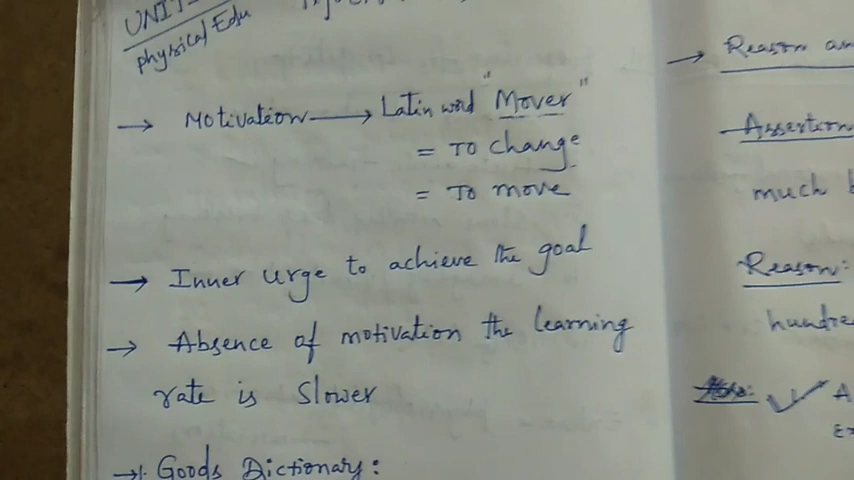 UNIT
physical Edu
→ Motivation → Latin word "Mover"
= To change
= To move
→ Inner urge to achieve the goal
→ Absence of motivation the learning
rate is slower
→ Goods Dictionary:
→ Reason an
Assertion
much
Reason:
hundre
A